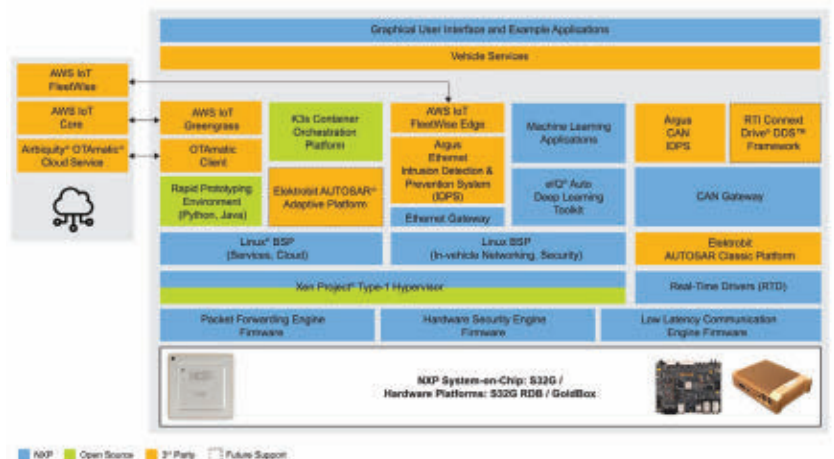 Graphical User Interface and Example Applications
Vehicle Services
AWS IoT
FleetWise
AWS IoT
Core
Airbiquity® OTAmatic®
Cloud Service
AWS IoT
Greengrass
OTAmatic
Client
Rapid Prototyping
Environment
(Python, Java)
K3s Container
Orchestration
Platform
Elektrobit AUTOSAR®
Adaptive Platform
AWS IoT
FleetWise Edge
Argus
Ethernet
Intrusion Detection &
Prevention System
(IDPS)
Ethernet Gateway
Machine Learning
Applications
eIQ® Auto
Deep Learning
Toolkit
Argus
CAN
IDPS
RTI Connext
Drive® DDS™
Framework
CAN Gateway
Linux® BSP
(Services, Cloud)
Linux BSP
(In-vehicle Networking, Security)
Elektrobit
AUTOSAR Classic Platform
Xen Project® Type-1 Hypervisor
Real-Time Drivers (RTD)
Packet Forwarding Engine
Firmware
Hardware Security Engine
Firmware
Low Latency Communication
Engine Firmware
NXP System-on-Chip: S32G /
Hardware Platforms: S32G RDB / GoldBox
NXP
Open Source
3rd Party
Future Support